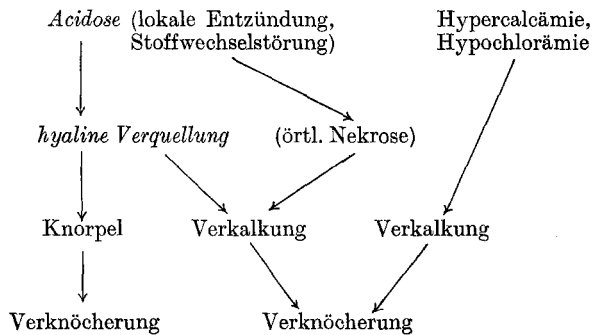 Acidose (lokale Entzündung,
Stoffwechselstörung)
Hypercalcämie,
Hypochlorämie
hyaline Verquellung
(örtl. Nekrose)
Knorpel
Verkalkung
Verkalkung
Verknöcherung
Verknöcherung